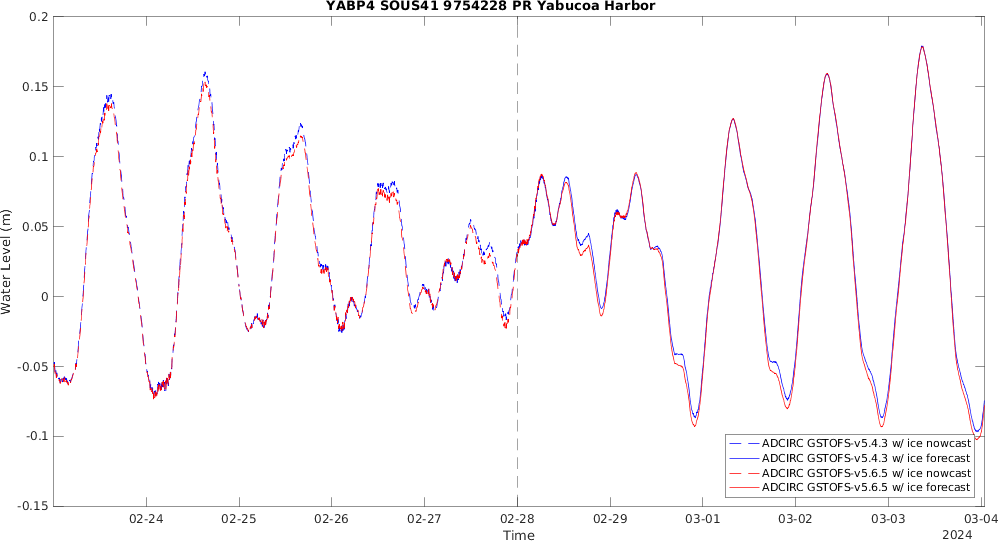 YABP4 SOUS41 9754228 PR Yabucoa Harbor
0.2
0.15
0.1
0.05
0
-0.05
-0.1
-0.15
Water Level (m)
ADCIRC GSTOFS-v5.4.3 w/ ice nowcast
ADCIRC GSTOFS-v5.4.3 w/ ice forecast
ADCIRC GSTOFS-v5.6.5 w/ ice nowcast
ADCIRC GSTOFS-v5.6.5 w/ ice forecast
02-24 02-25 02-26 02-27 02-28 02-29 03-01 03-02 03-03 03-04
Time
2024